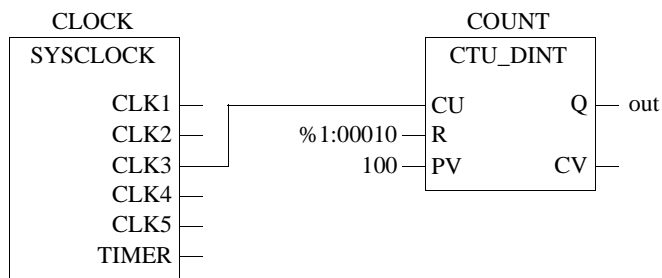 CLOCK
SYSCLOCK
CLK1
CLK2
CLK3
CLK4
CLK5
TIMER
COUNT
CTU_DINT
CU Q out
%1:00010 R
100 PV CV